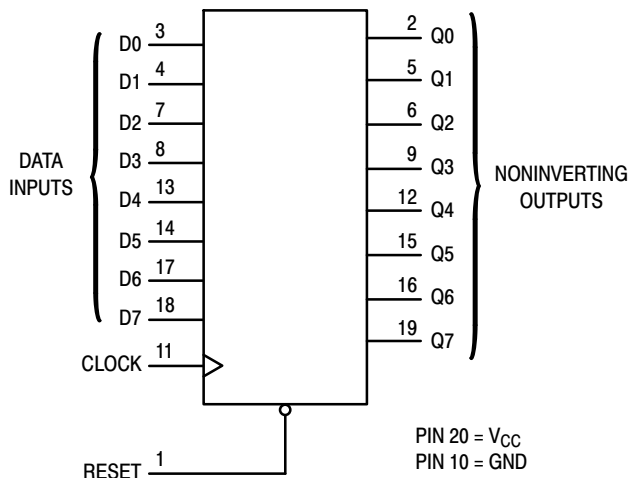 DATA
INPUTS
D0 3
D1 4
D2 7
D3 8
D4 13
D5 14
D6 17
D7 18
CLOCK 11
RESET 1
2 Q0
5 Q1
6 Q2
9 Q3
12 Q4
15 Q5
16 Q6
19 Q7
NONINVERTING
OUTPUTS
PIN 20 = VCC
PIN 10 = GND